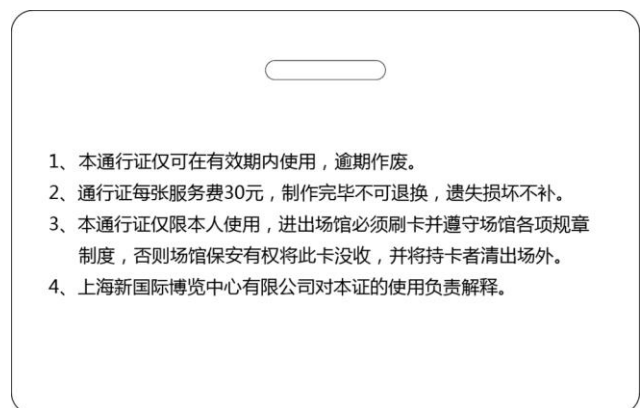 1、本通行证仅可在有效期内使用，逾期作废。
2、通行证每张服务费30元，制作完毕不可退换，遗失损坏不补。
3、本通行证仅限本人使用，进出场馆必须刷卡并遵守场馆各项规章
制度，否则场馆保安有权将此卡没收，并将持卡者清出场外。
4、上海新国际博览中心有限公司对本证的使用负责解释。